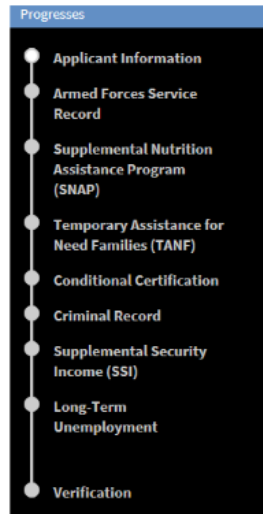 Progresses
Applicant Information
Armed Forces Service
Record
Supplemental Nutrition
Assistance Program
(SNAP)
Temporary Assistance for
Need Families (TANF)
Conditional Certification
Criminal Record
Supplemental Security
Income (SSI)
Long-Term
Unemployment
Verification